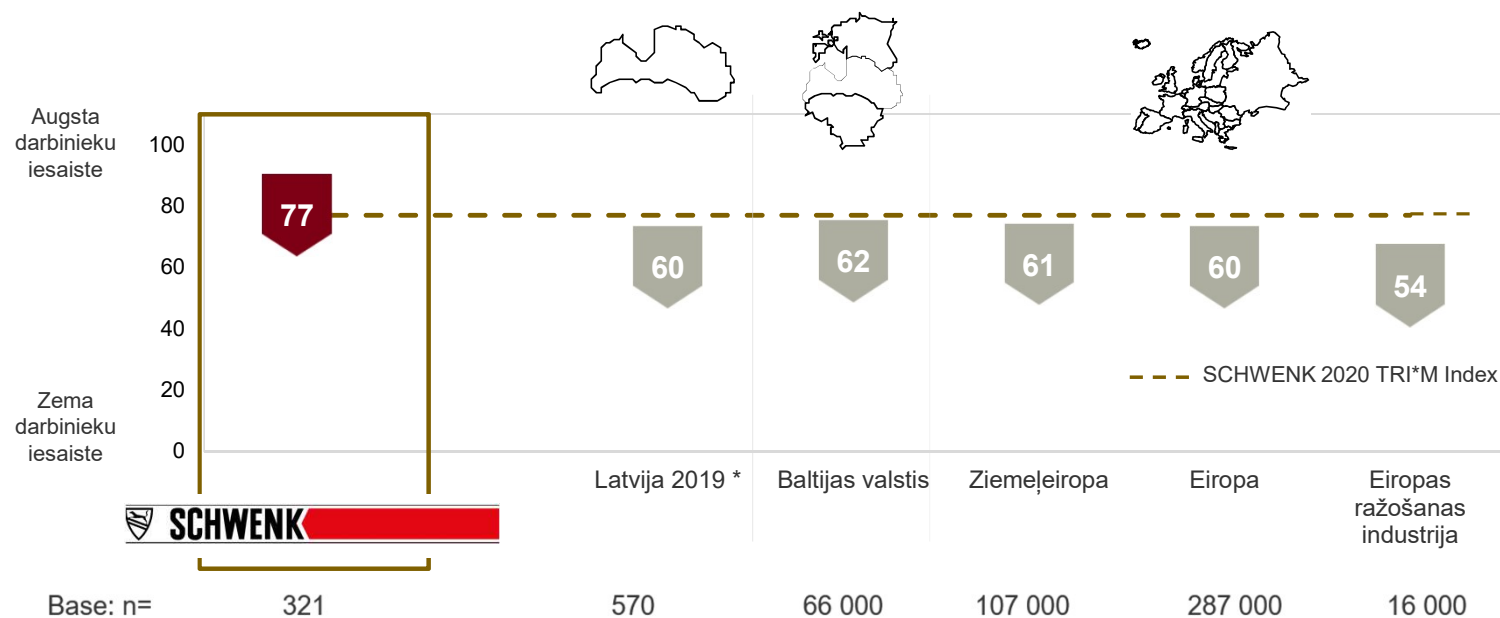 Augsta
darbinieku
iesaiste
100
80
60
40
20
0
Zema
darbinieku
iesaiste
77
60
62
61
60
54
SCHWENK 2020 TRI*M Index
Latvija 2019 *
Baltijas valstis
Ziemeļeiropa
Eiropa
Eiropas
ražošanas
industrija
SCHWENK
Base: n= 321 570 66 000 107 000 287 000 16 000